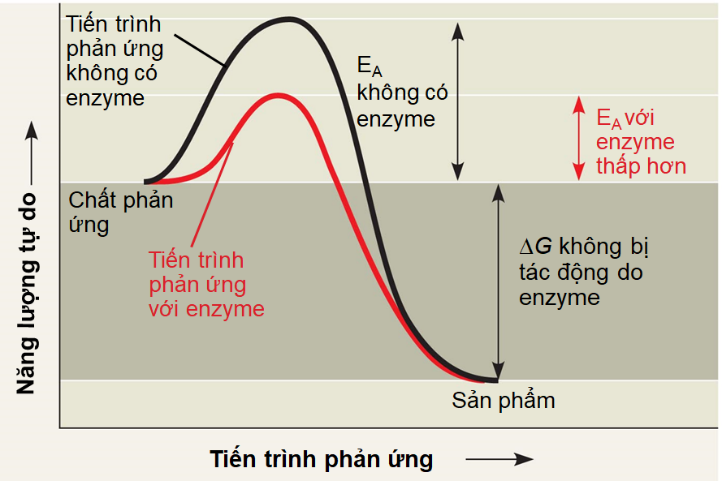 Tiến trình
phản ứng
không có
enzyme
E_A
không có
enzyme
E_A với
enzyme
thấp hơn
Chất phản
ứng
Tiến trình
phản ứng
với enzyme
ΔG không bị
tác động do
enzyme
Sản phẩm
Năng lượng tự do
Tiến trình phản ứng